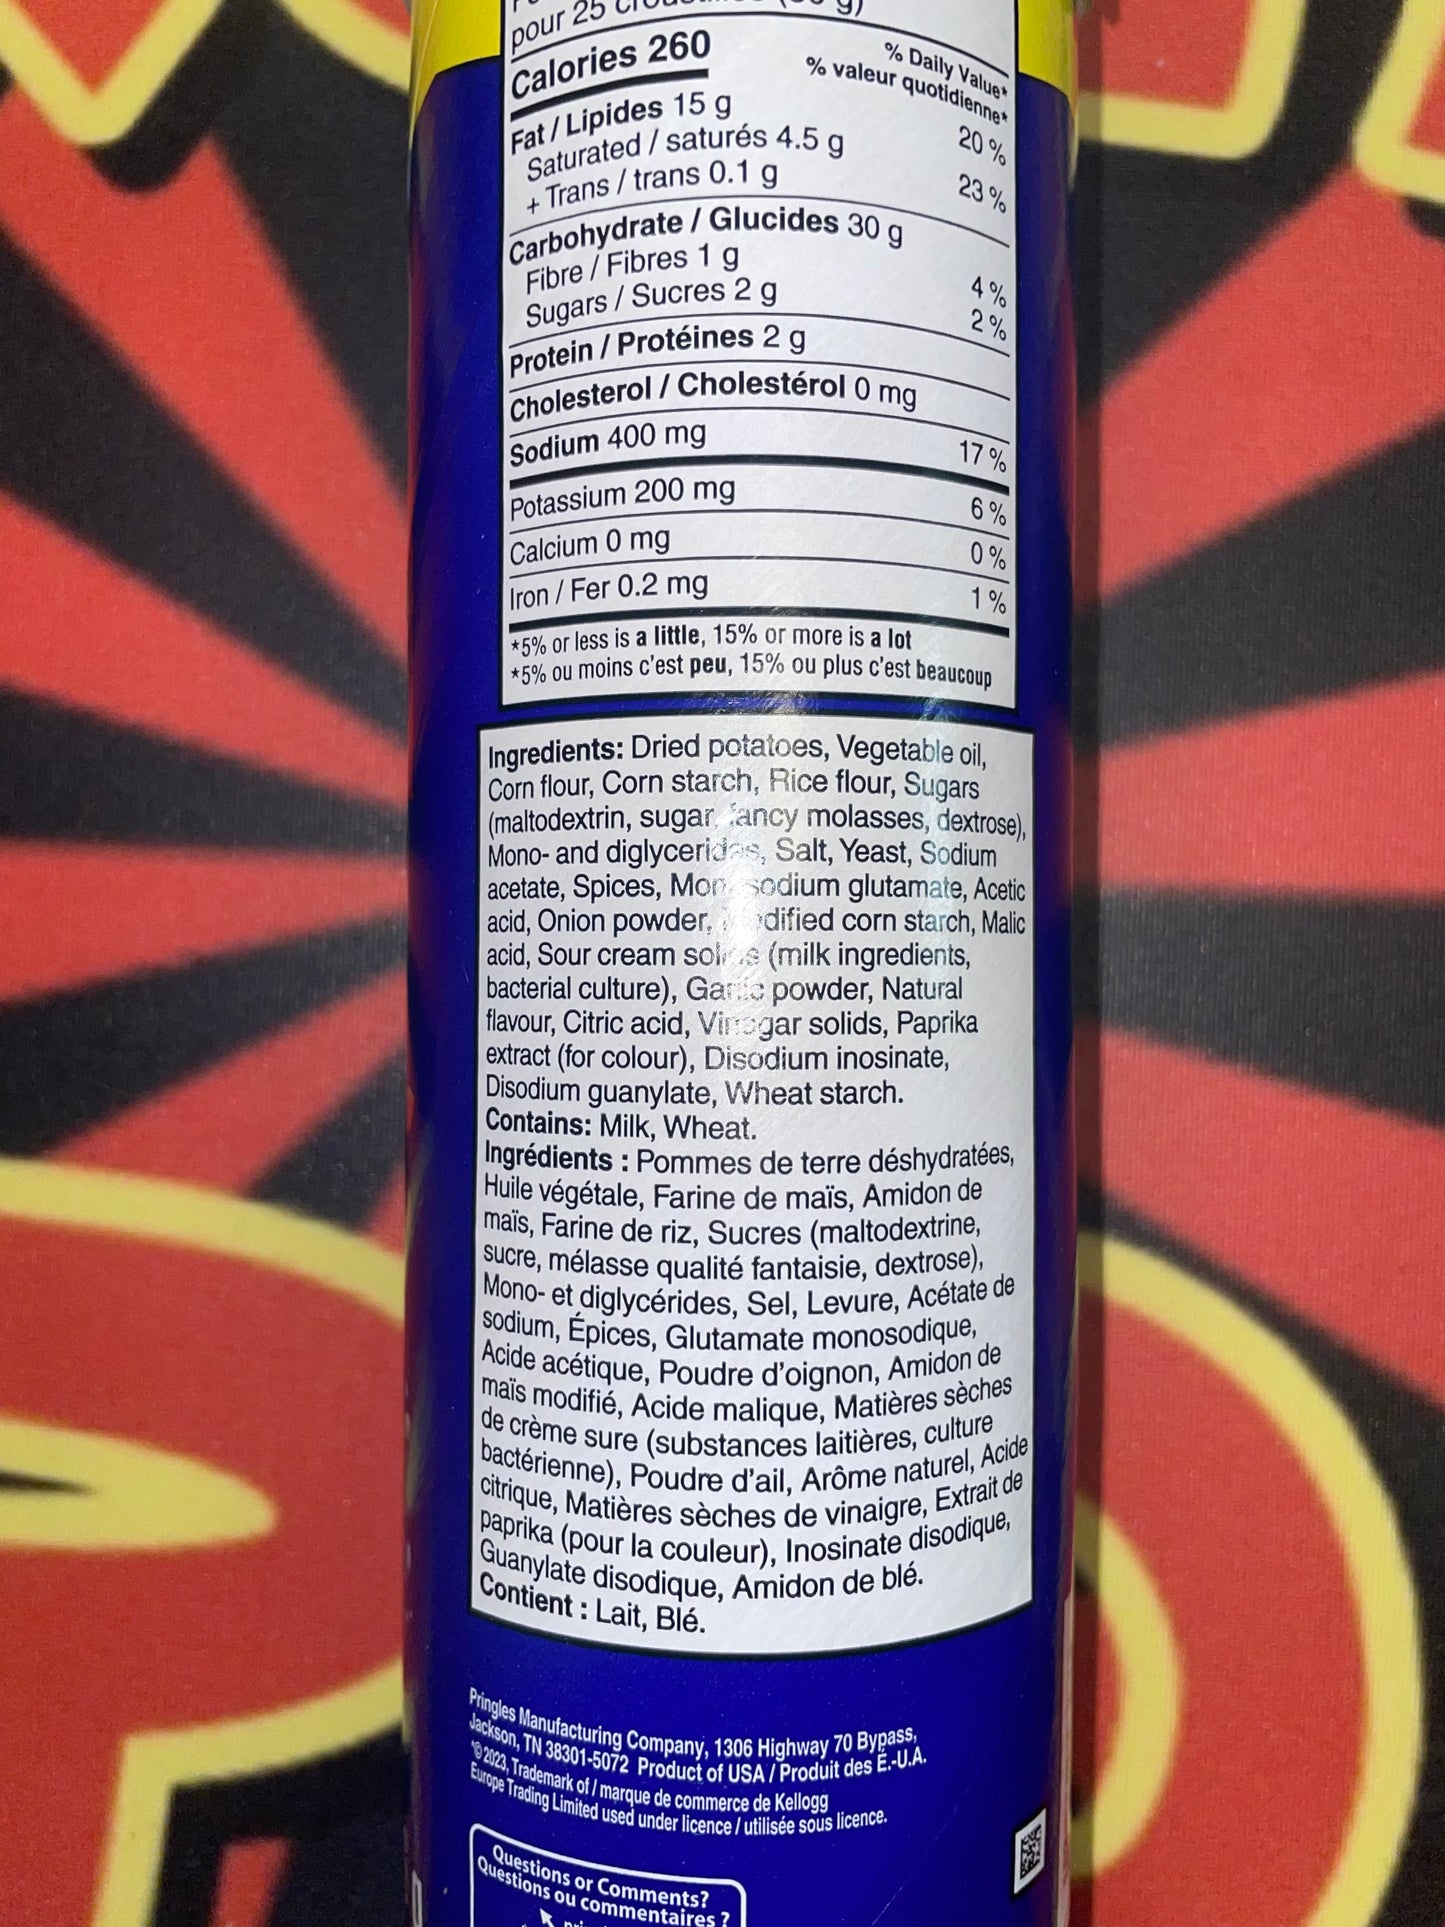 pour 25
Calories 260
% Daily Value*
% valeur quotidienne*
Fat / Lipides 15 g 20 %
Saturated / saturés 4.5 g
+ Trans / trans 0.1 g 23 %
Carbohydrate / Glucides 30 g
Fibre / Fibres 1 g 4 %
Sugars / Sucres 2 g 2 %
Protein / Protéines 2 g
Cholesterol / Cholestérol 0 mg
Sodium 400 mg 17 %
Potassium 200 mg 6 %
Calcium 0 mg 0 %
Iron / Fer 0.2 mg 1 %
*5% or less is a little, 15% or more is a lot
*5% ou moins c'est peu, 15% ou plus c'est beaucoup
Ingredients: Dried potatoes, Vegetable oil,
Corn flour, Corn starch, Rice flour, Sugars
(maltodextrin, sugar, fancy molasses, dextrose),
Mono- and diglycerides, Salt, Yeast, Sodium
acetate, Spices, Monosodium glutamate, Acetic
acid, Onion powder, Modified corn starch, Malic
acid, Sour cream solids (milk ingredients,
bacterial culture), Garlic powder, Natural
flavour, Citric acid, Vinegar solids, Paprika
extract (for colour), Disodium inosinate,
Disodium guanylate, Wheat starch.
Contains: Milk, Wheat.
Ingrédients : Pommes de terre déshydratées,
Huile végétale, Farine de maïs, Amidon de
maïs, Farine de riz, Sucres (maltodextrine,
sucre, mélasse qualité fantaisie, dextrose),
Mono- et diglycérides, Sel, Levure, Acétate de
sodium, Épices, Glutamate monosodique,
Acide acétique, Poudre d'oignon, Amidon de
maïs modifié, Acide malique, Matières sèches
de crème sure (substances laitières, culture
bactérienne), Poudre d'ail, Arôme naturel, Acide
citrique, Matières sèches de vinaigre, Extrait de
paprika (pour la couleur), Inosinate disodique,
Guanylate disodique, Amidon de blé.
Contient : Lait, Blé.
Pringles Manufacturing Company, 1306 Highway 70 Bypass,
Jackson, TN 38301-5072 Product of USA / Produit des É.-U.A.
© 2023, Trademark of / marque de commerce de Kellogg
Europe Trading Limited used under licence / utilisée sous licence.
Questions or Comments?
Questions ou commentaires ?